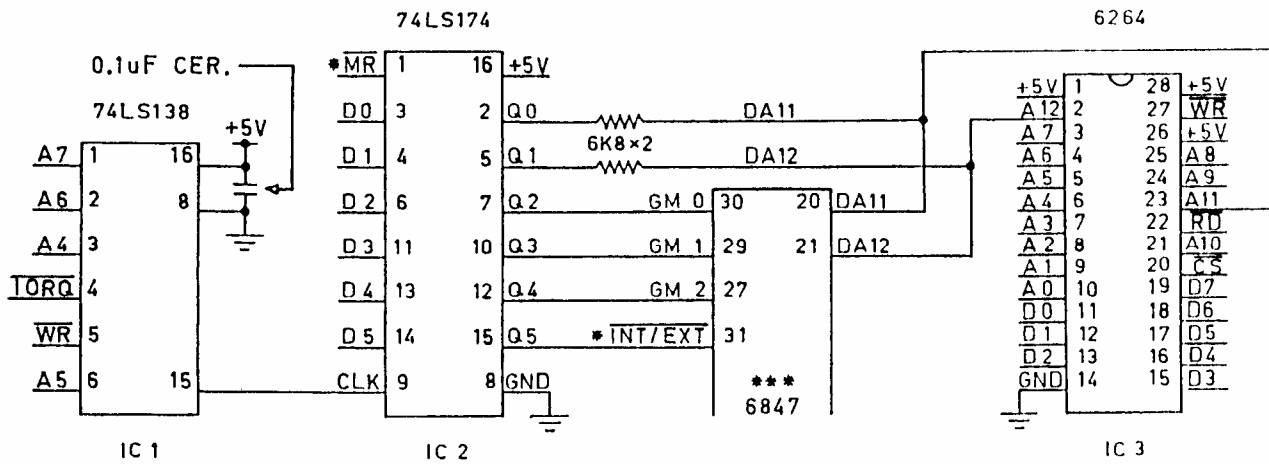 74LS174
6264
0.1uF CER.
74LS138
+5V
A7 1 16
A6 2 8
A4 3
IORQ 4
WR 5
A5 6 15
IC 1
*MR 1 16 +5V
D0 3 2 Q0
D1 4 5 Q1
D2 6 7 Q2
D3 11 10 Q3
D4 13 12 Q4
D5 14 15 Q5
CLK 9 8 GND
IC 2
DA11
6K8×2
DA12
GM 0 30 20 DA11
GM 1 29 21 DA12
GM 2 27
*INT/EXT 31
***
6847
+5V 1 28 +5V
A12 2 27 WR
A7 3 26 +5V
A6 4 25 A8
A5 5 24 A9
A4 6 23 A11
A3 7 22 RD
A2 8 21 A10
A1 9 20 CS
A0 10 19 D7
D0 11 18 D6
D1 12 17 D5
D2 13 16 D4
GND 14 15 D3
IC 3